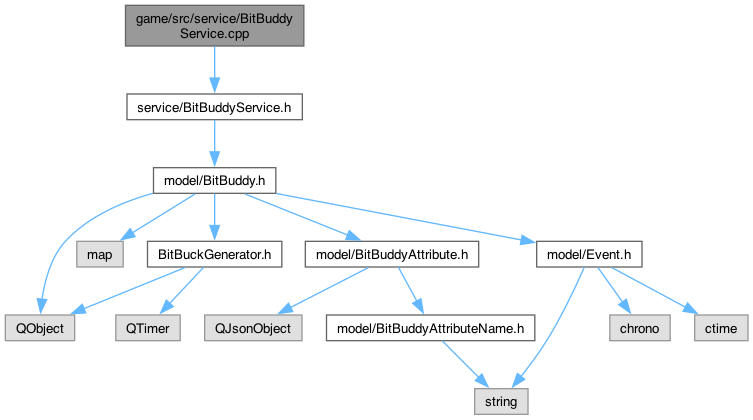 game/src/service/BitBuddy
Service.cpp
service/BitBuddyService.h
model/BitBuddy.h
map
BitBuckGenerator.h
model/BitBuddyAttribute.h
model/Event.h
QObject
QTimer
QJsonObject
model/BitBuddyAttributeName.h
chrono
ctime
string